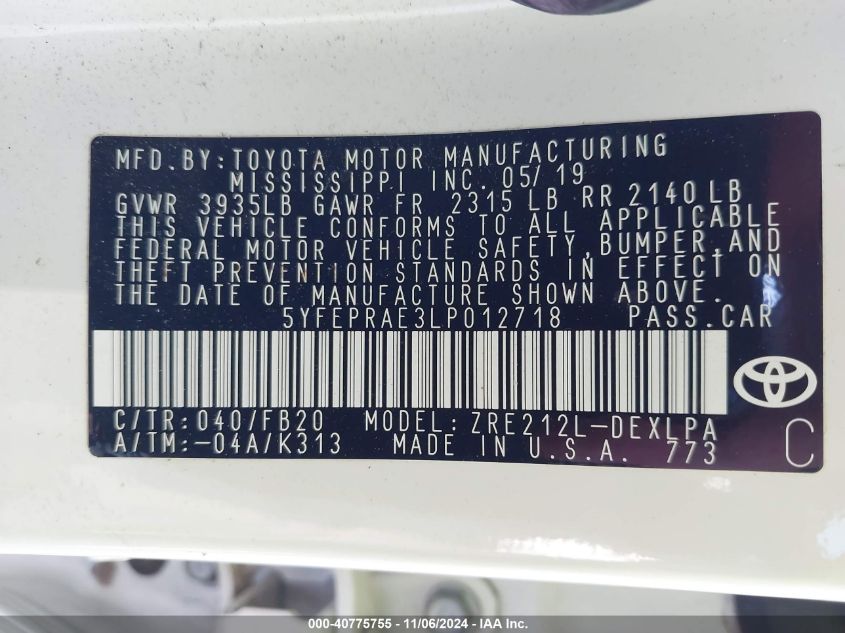 MFD.BY:TOYOTA MOTOR MANUFACTURING
MISSISSIPPI INC. 05/19
GVWR 3935LB GAWR FR 2315 LB RR 2140 LB
THIS VEHICLE CONFORMS TO ALL APPLICABLE
FEDERAL MOTOR VEHICLE SAFETY, BUMPER, AND
THEFT PREVENTION STANDARDS IN EFFECT ON
THE DATE OF MANUFACTURE SHOWN ABOVE.
5YFEPRAE3LP012718 PASS.CAR
C/TR: 040/FB20 MODEL: ZRE212L-DEXLPA
A/TM:-04A/K313 MADE IN U.S.A. 773 C
000-40775755 - 11/06/2024 - IAA Inc.